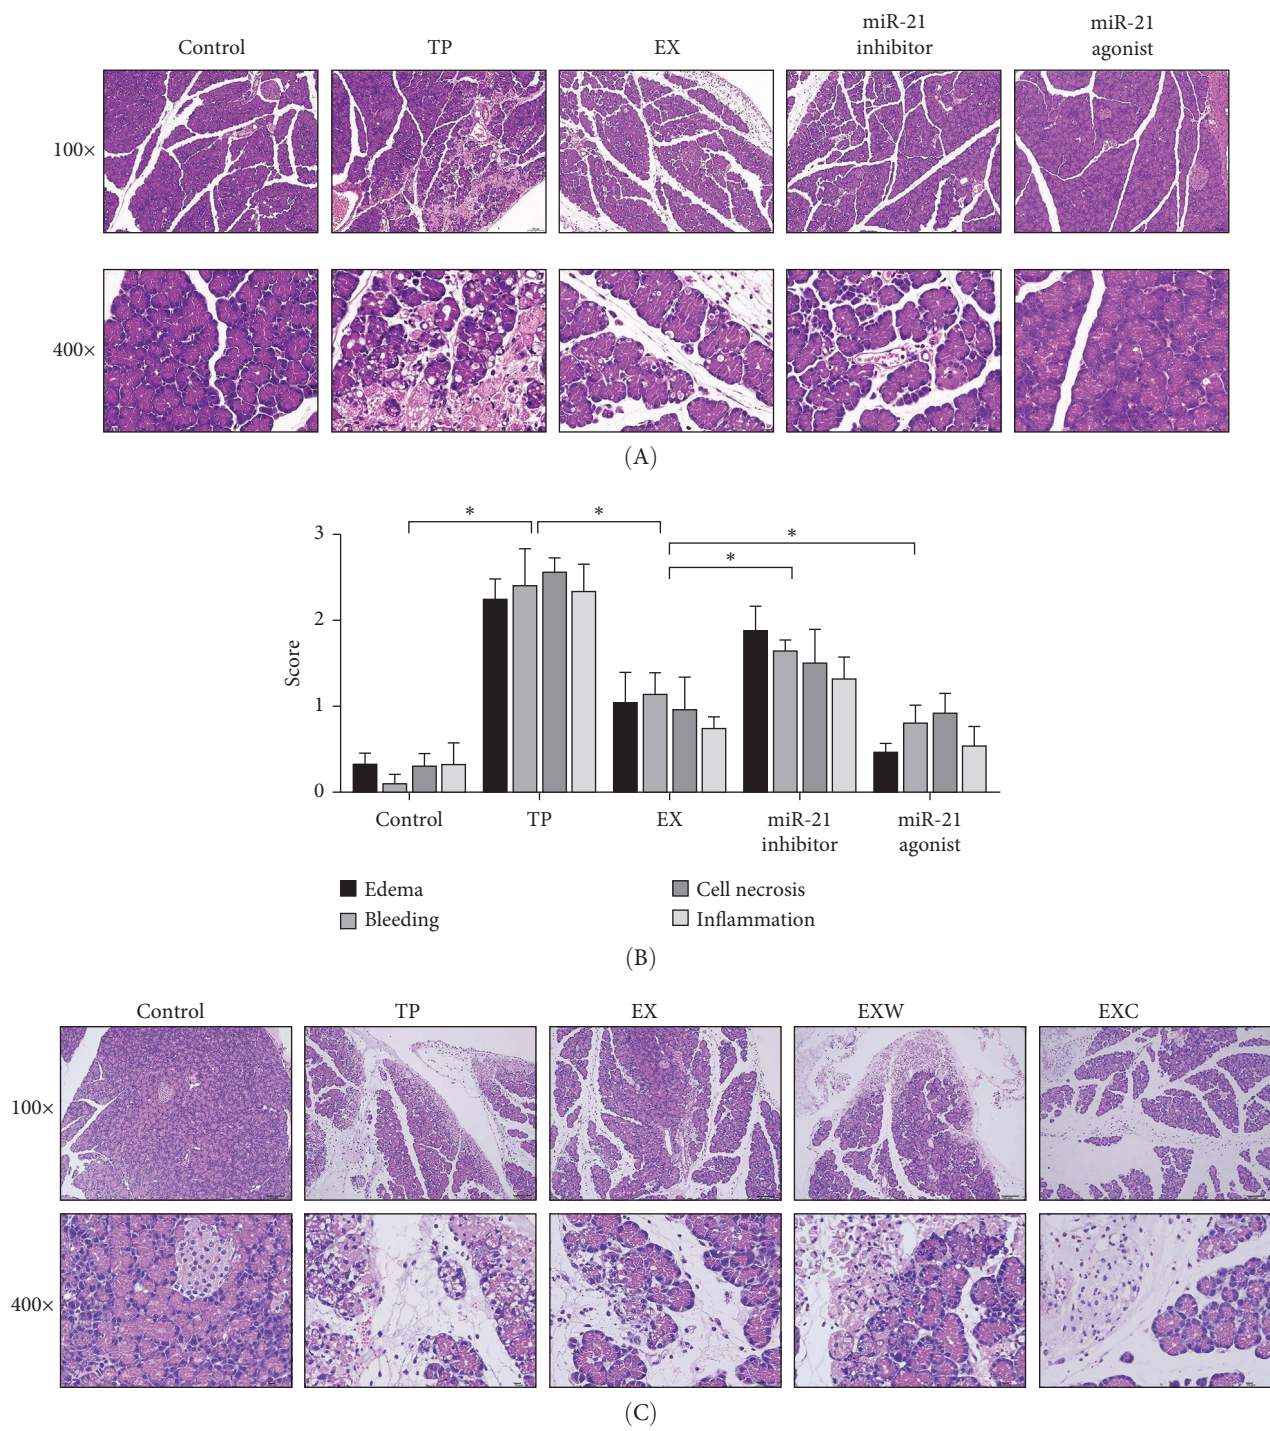 Control
TP
EX
miR-21
inhibitor
miR-21
agonist
100×
400×
(A)
Score
3
2
1
0
*
*
*
*
Control
TP
EX
miR-21
inhibitor
miR-21
agonist
Edema
Bleeding
Cell necrosis
Inflammation
(B)
Control
TP
EX
EXW
EXC
100×
400×
(C)